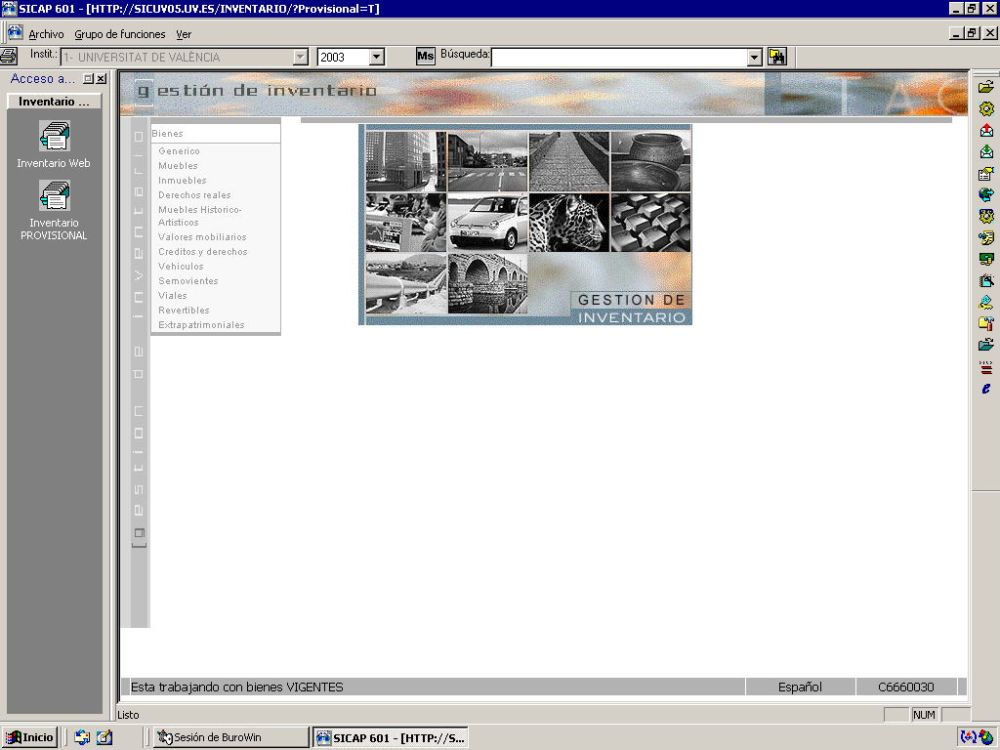 SICAP 601 - [HTTP://SICUV05.UV.ES/INVENTARIO/?Provisional=T]
Archivo Grupo de funciones Ver
Instit.: 1- UNIVERSITAT DE VALÈNCIA 2003 Ms Búsqueda:
Acceso a...
Inventario ...
Inventario Web
Inventario
PROVISIONAL
gestión de inventario
Bienes
Generico
Muebles
Inmuebles
Derechos reales
Muebles Historico-
Artisticos
Valores mobiliarios
Creditos y derechos
Vehiculos
Semovientes
Viales
Revertibles
Extrapatrimoniales
gestion de inventario
GESTION DE
INVENTARIO
Esta trabajando con bienes VIGENTES Español C6660030
Listo NUM
Inicio Sesión de BuroWin SICAP 601 - [HTTP://S...